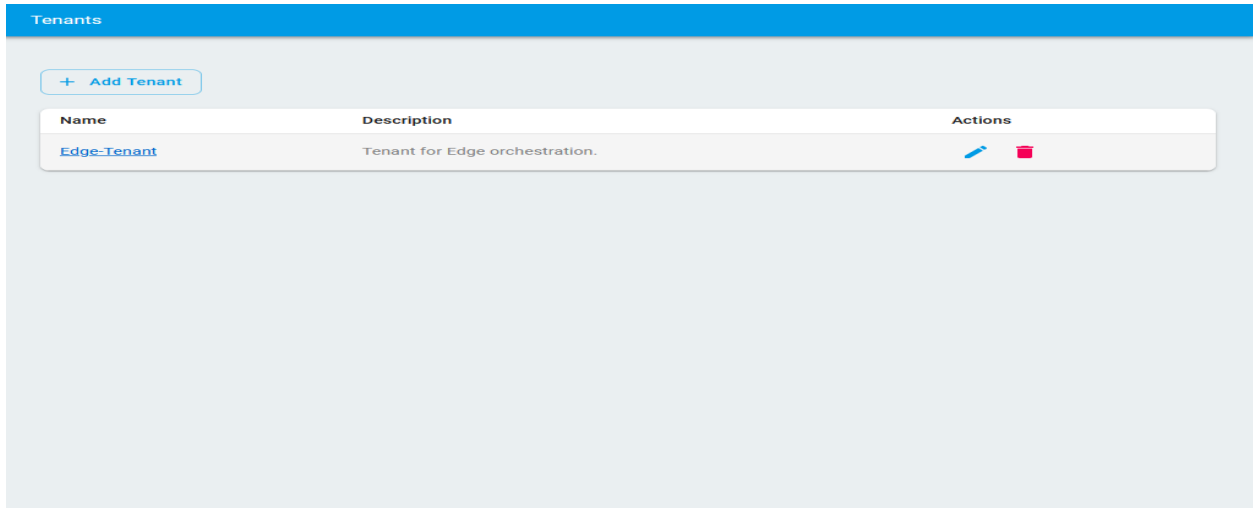 Tenants
+ Add Tenant
Name Description Actions
Edge-Tenant Tenant for Edge orchestration.